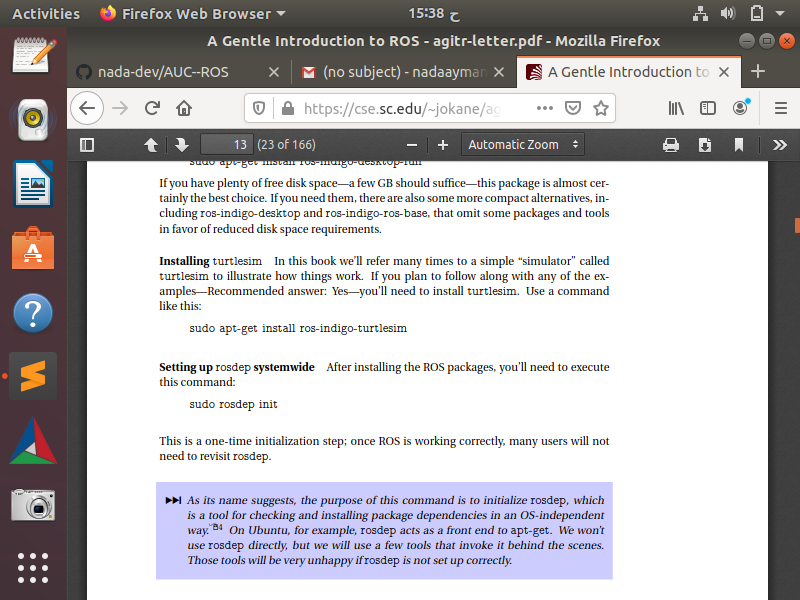 Activities
Firefox Web Browser
15:38 ح
A Gentle Introduction to ROS - agitr-letter.pdf - Mozilla Firefox
nada-dev/AUC--ROS
(no subject) - nadaayman
A Gentle Introduction to
https://cse.sc.edu/~jokane/ag
13 (23 of 166)
Automatic Zoom
sudo apt-get install ros-indigo-desktop-full
If you have plenty of free disk space—a few GB should suffice—this package is almost cer-
tainly the best choice. If you need them, there are also some more compact alternatives, in-
cluding ros-indigo-desktop and ros-indigo-ros-base, that omit some packages and tools
in favor of reduced disk space requirements.
Installing turtlesim In this book we'll refer many times to a simple “simulator” called
turtlesim to illustrate how things work. If you plan to follow along with any of the ex-
amples—Recommended answer: Yes—you'll need to install turtlesim. Use a command
like this:
sudo apt-get install ros-indigo-turtlesim
Setting up rosdep systemwide After installing the ROS packages, you'll need to execute
this command:
sudo rosdep init
This is a one-time initialization step; once ROS is working correctly, many users will not
need to revisit rosdep.
As its name suggests, the purpose of this command is to initialize rosdep, which
is a tool for checking and installing package dependencies in an OS-independent
way. 4 On Ubuntu, for example, rosdep acts as a front end to apt-get. We won't
use rosdep directly, but we will use a few tools that invoke it behind the scenes.
Those tools will be very unhappy if rosdep is not set up correctly.